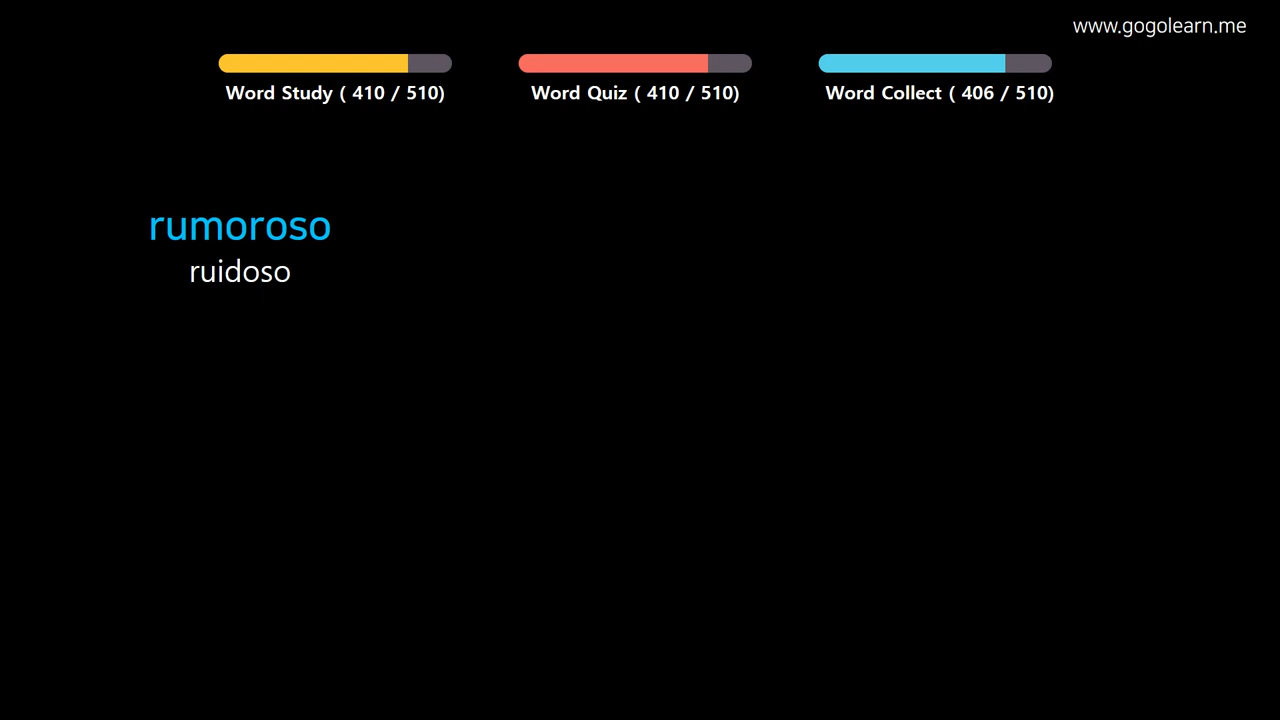 www.gogolearn.me
Word Study ( 410 / 510)
Word Quiz ( 410 / 510)
Word Collect ( 406 / 510)
rumoroso
ruidoso